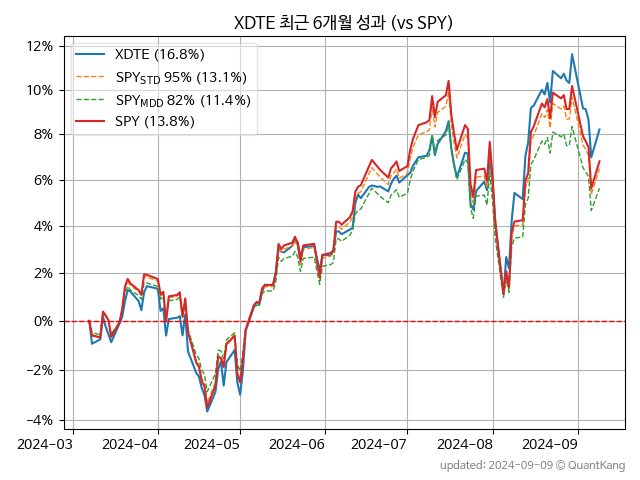 XDTE 최근 6개월 성과 (vs SPY)
XDTE (16.8%)
SPY_STD 95% (13.1%)
SPY_MDD 82% (11.4%)
SPY (13.8%)
12%
10%
8%
6%
4%
2%
0%
−2%
−4%
2024-03 2024-04 2024-05 2024-06 2024-07 2024-08 2024-09
updated: 2024-09-09 © QuantKang